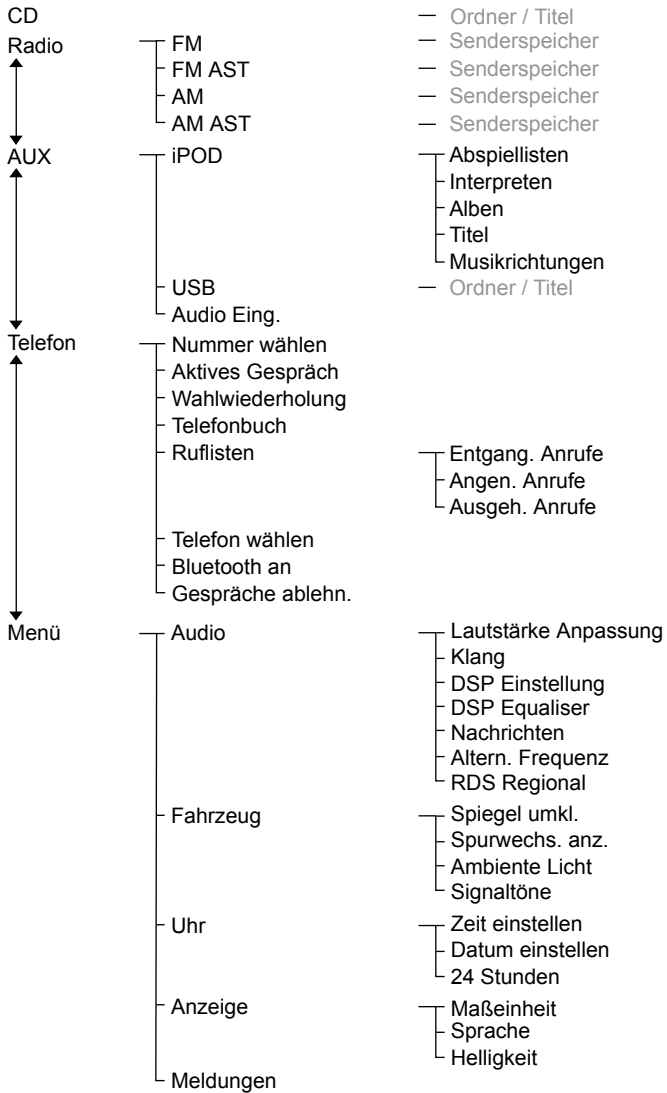 CD — Ordner / Titel
Radio FM — Senderspeicher
FM AST — Senderspeicher
AM — Senderspeicher
AM AST — Senderspeicher
AUX iPOD Abspiellisten
Interpreten
Alben
Titel
Musikrichtungen
USB — Ordner / Titel
Audio Eing.
Telefon Nummer wählen
Aktives Gespräch
Wahlwiederholung
Telefonbuch
Ruflisten Entgang. Anrufe
Angen. Anrufe
Ausgeh. Anrufe
Telefon wählen
Bluetooth an
Gespräche ablehn.
Menü Audio Lautstärke Anpassung
Klang
DSP Einstellung
DSP Equaliser
Nachrichten
Altern. Frequenz
RDS Regional
Fahrzeug Spiegel umkl.
Spurwechs. anz.
Ambiente Licht
Signaltöne
Uhr Zeit einstellen
Datum einstellen
24 Stunden
Anzeige Maßeinheit
Sprache
Helligkeit
Meldungen